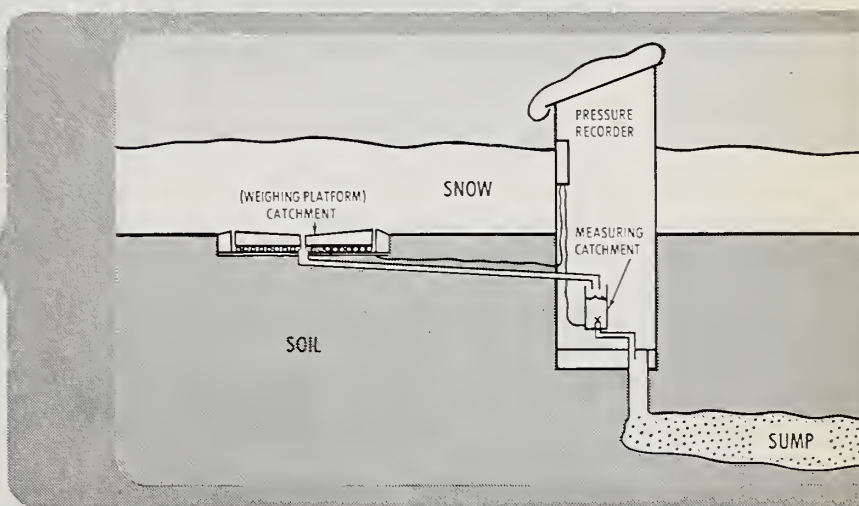 PRESSURE
RECORDER
(WEIGHING PLATFORM)
CATCHMENT
SNOW
MEASURING
CATCHMENT
SOIL
SUMP